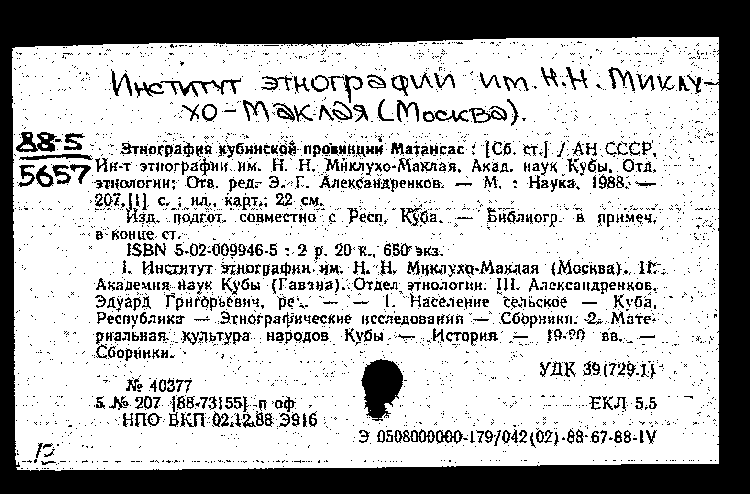 Институт этнографии им. Н.Н. Миклу-
хо-Маклая (Москва).
88-5
5657
Этнография кубинской провинции Матансас : [Сб. ст.] / АН СССР,
Ин-т этнографии им. Н. Н. Миклухо-Маклая, Акад. наук Кубы, Отд.
этнологии; Отв. ред. Э. Г. Александренков. — М. : Наука, 1988. —
207,[1] с. : ил., карт.; 22 см.
Изд. подгот. совместно с Респ. Куба. — Библиогр. в примеч.
в конце ст.
ISBN 5-02-009946-5 : 2 р. 20 к., 650 экз.
I. Институт этнографии им. Н. Н. Миклухо-Маклая (Москва). II.
Академия наук Кубы (Гавана). Отдел этнологии. III. Александренков,
Эдуард Григорьевич, ред. — — 1. Население сельское — Куба,
Республика — Этнографические исследования — Сборники. 2. Мате-
риальная культура народов Кубы — История — 19-20 вв. —
Сборники.
УДК 39(729.1)
№ 40377
5 № 207 [88-73155] п оф
ЕКЛ 5.5
НПО ВКП 02.12.88 Э916
Э 0508000000-179/042(02)-88 67-88-IV